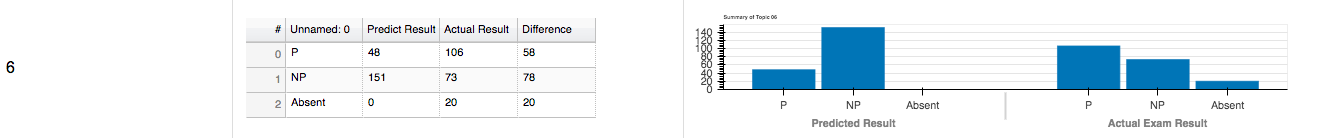 6
# Unnamed: 0 Predict Result Actual Result Difference
0 P 48 106 58
1 NP 151 73 78
2 Absent 0 20 20
Summary of Topic 06
140
120
100
80
60
40
20
0
P NP Absent P NP Absent
Predicted Result Actual Exam Result